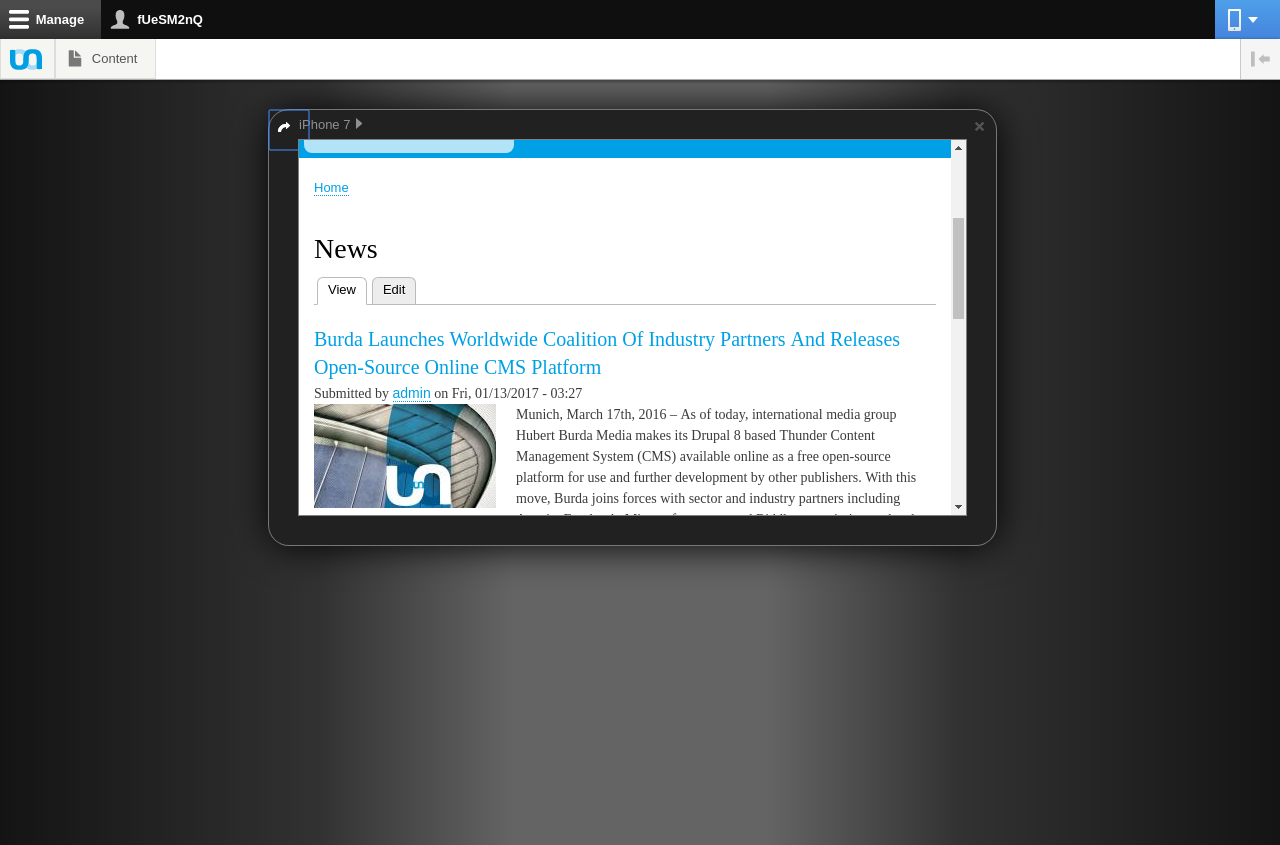 Manage
fUeSM2nQ
Content
iPhone 7
Home
News
View
Edit
Burda Launches Worldwide Coalition Of Industry Partners And Releases
Open-Source Online CMS Platform
Submitted by admin on Fri, 01/13/2017 - 03:27
Munich, March 17th, 2016 – As of today, international media group
Hubert Burda Media makes its Drupal 8 based Thunder Content
Management System (CMS) available online as a free open-source
platform for use and further development by other publishers. With this
move, Burda joins forces with sector and industry partners including